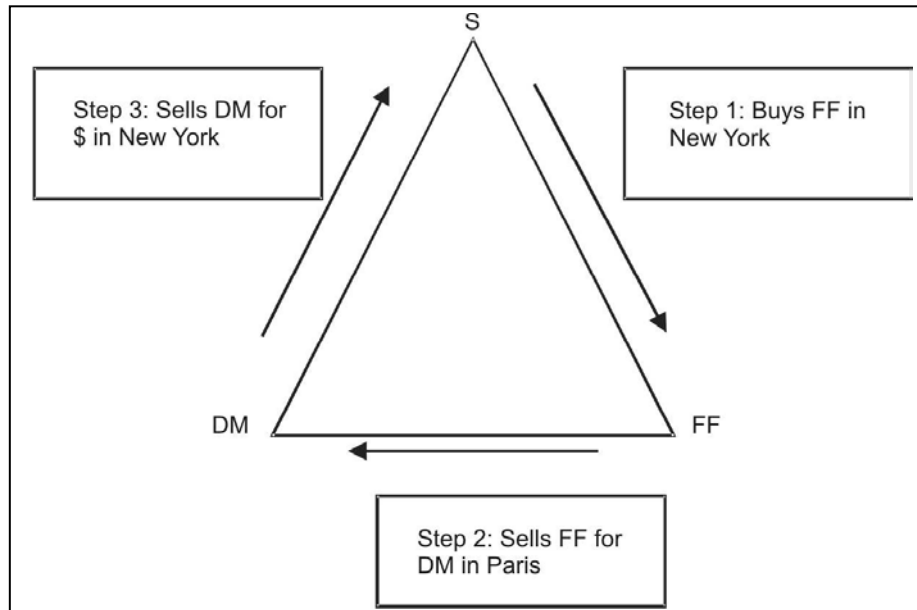 S
Step 3: Sells DM for
$ in New York
Step 1: Buys FF in
New York
DM
FF
Step 2: Sells FF for
DM in Paris